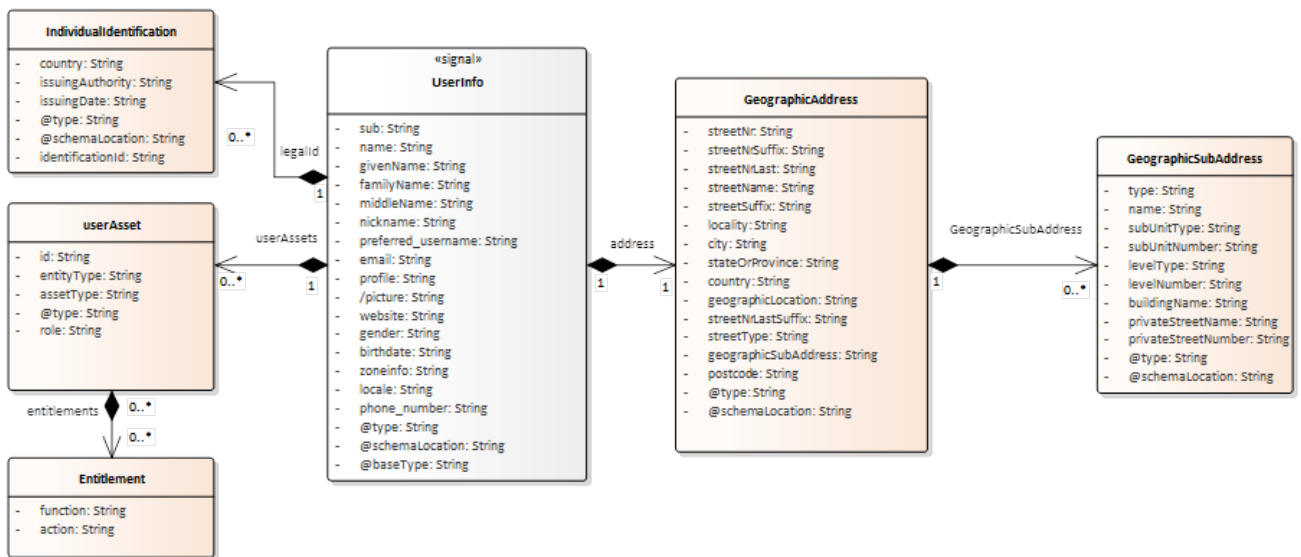 IndividualIdentification
- country: String
- issuingAuthority: String
- issuingDate: String
- @type: String
- @schemaLocation: String
- identificationId: String
0..*
legalId
1
userAsset
- id: String
- entityType: String
- assetType: String
- @type: String
- role: String
userAssets
0..*
1
entitlements
0..*
0..*
Entitlement
- function: String
- action: String
«signal»
UserInfo
- sub: String
- name: String
- givenName: String
- familyName: String
- middleName: String
- nickname: String
- preferred_username: String
- email: String
- profile: String
- /picture: String
- website: String
- gender: String
- birthdate: String
- zoneinfo: String
- locale: String
- phone_number: String
- @type: String
- @schemaLocation: String
- @baseType: String
address
1
1
GeographicAddress
- streetNr: String
- streetNrSuffix: String
- streetNrLast: String
- streetName: String
- streetSuffix: String
- locality: String
- city: String
- stateOrProvince: String
- country: String
- geographicLocation: String
- streetNrLastSuffix: String
- streetType: String
- geographicSubAddress: String
- postcode: String
- @type: String
- @schemaLocation: String
GeographicSubAddress
1
0..*
GeographicSubAddress
- type: String
- name: String
- subUnitType: String
- subUnitNumber: String
- levelType: String
- levelNumber: String
- buildingName: String
- privateStreetName: String
- privateStreetNumber: String
- @type: String
- @schemaLocation: String